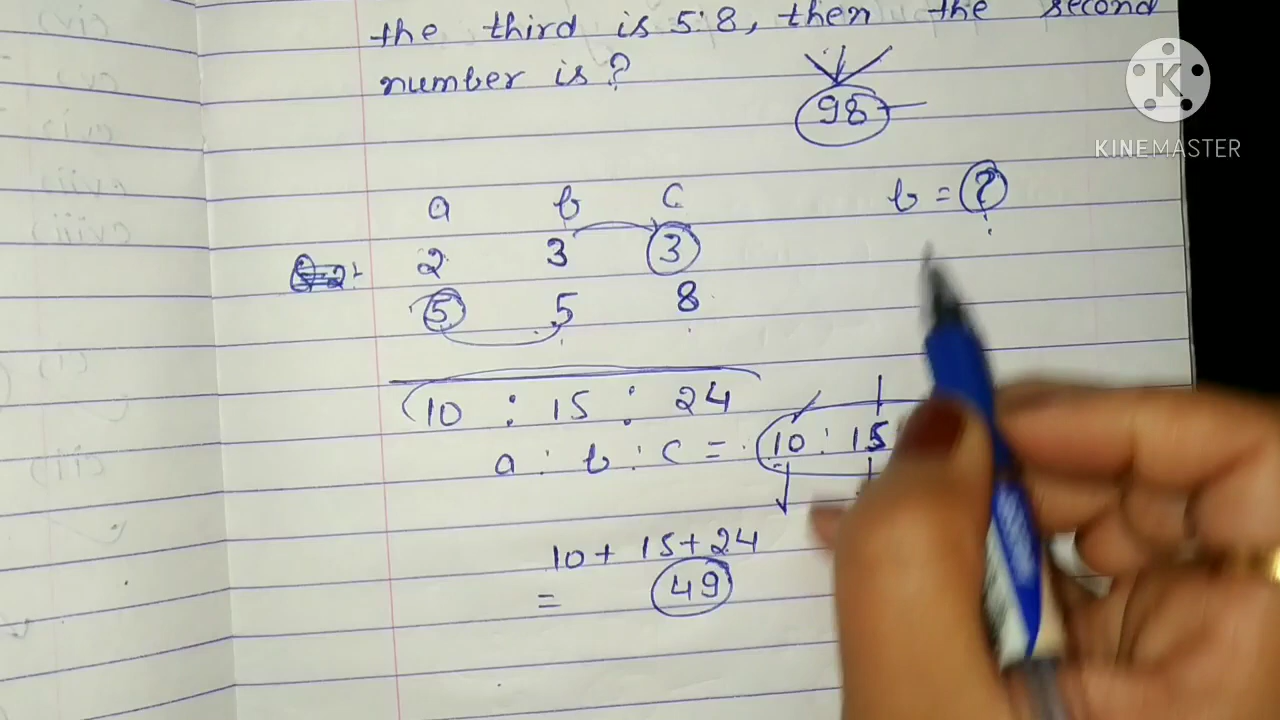 the third is 5:8, then the second
number is ?
98
K
KINEMASTER
a b c
b = ?
2 3 3
5 5 8
10 : 15 : 24
a : b : c = 10 : 15
10 + 15 + 24
= 49